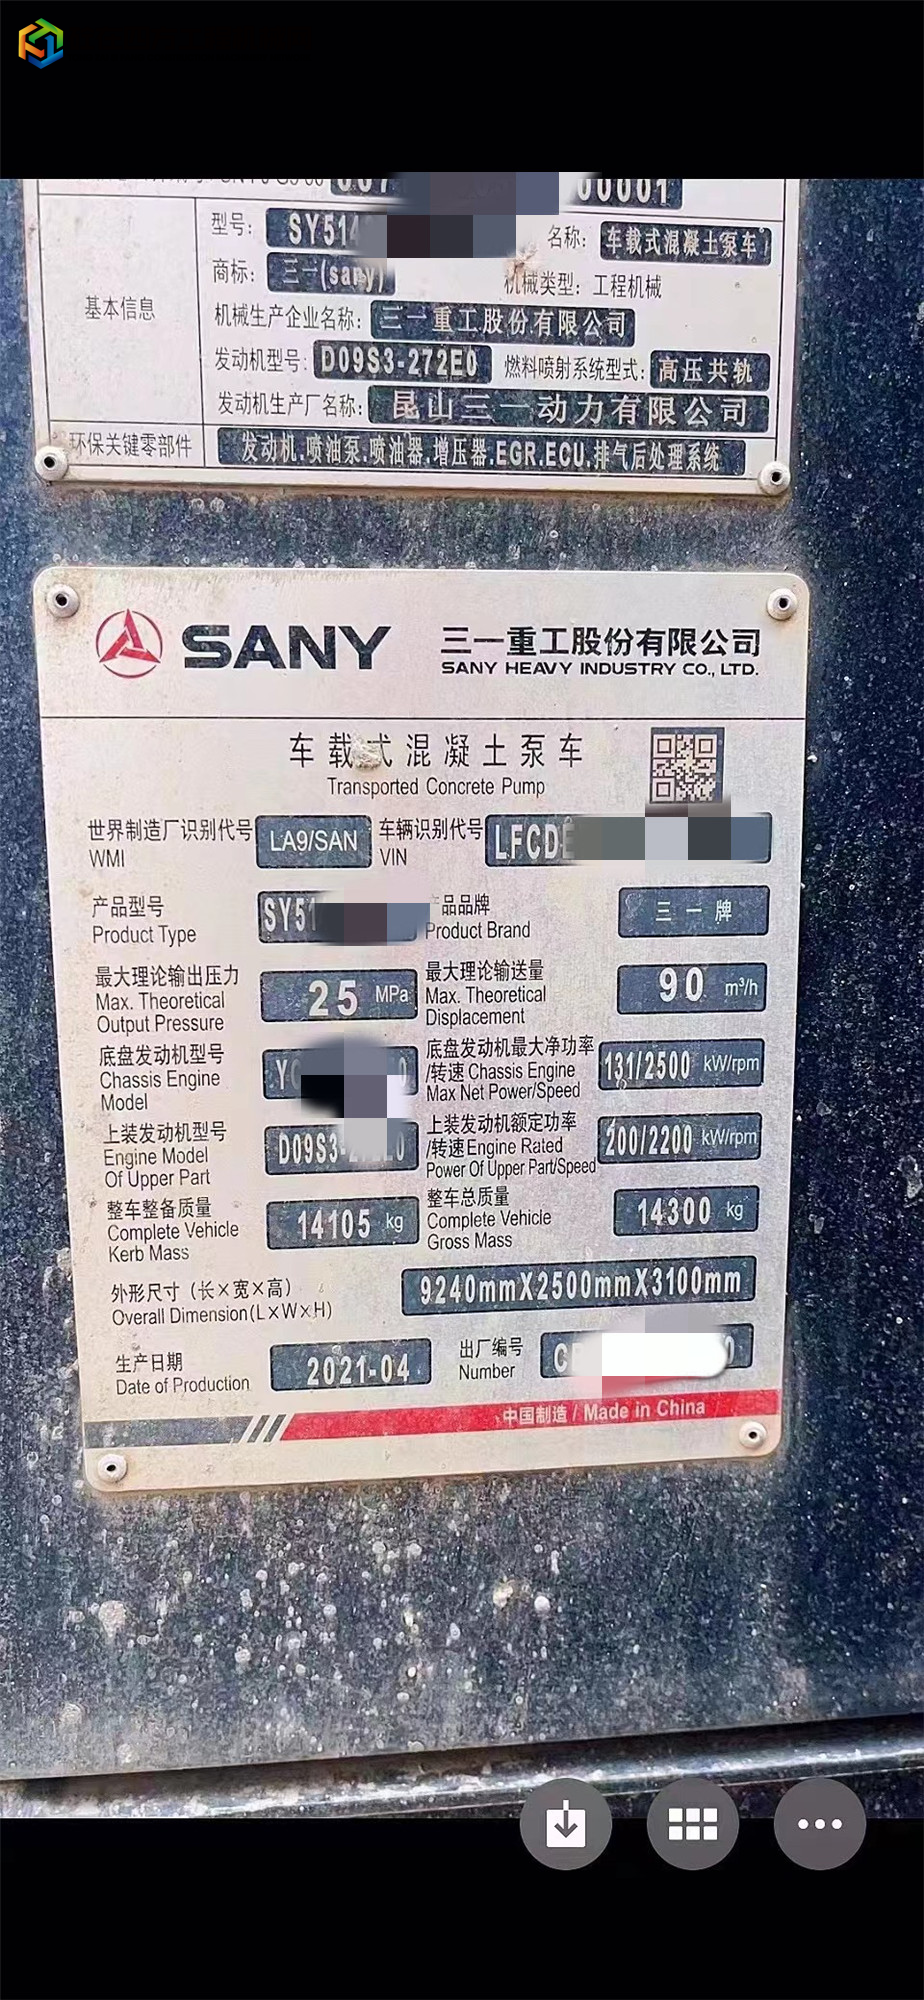 00001
型号: SY514
名称: 车载式混凝土泵车
商标: 三一(sany)
机械类型: 工程机械
基本信息
机械生产企业名称: 三一重工股份有限公司
发动机型号: D09S3-272E0 燃料喷射系统型式: 高压共轨
发动机生产厂名称: 昆山三一动力有限公司
环保关键零部件 发动机.喷油泵.喷油器.增压器.EGR.ECU.排气后处理系统
SANY 三一重工股份有限公司
SANY HEAVY INDUSTRY CO., LTD.
车载式混凝土泵车
Transported Concrete Pump
世界制造厂识别代号 WMI LA9/SAN 车辆识别代号 VIN LFCDE
产品型号 Product Type SY51
产品品牌 Product Brand 三一牌
最大理论输出压力 Max. Theoretical Output Pressure 25 MPa
最大理论输送量 Max. Theoretical Displacement 90 m³/h
底盘发动机型号 Chassis Engine Model Y 0
底盘发动机最大净功率/转速 Chassis Engine Max Net Power/Speed 131/2500 kW/rpm
上装发动机型号 Engine Model Of Upper Part D09S3- 0
上装发动机额定功率/转速 Engine Rated Power Of Upper Part/Speed 200/2200 kW/rpm
整车整备质量 Complete Vehicle Kerb Mass 14105 kg
整车总质量 Complete Vehicle Gross Mass 14300 kg
外形尺寸 (长×宽×高) Overall Dimension(L×W×H) 9240mmX2500mmX3100mm
生产日期 Date of Production 2021-04
出厂编号 Number C 0
中国制造 / Made in China